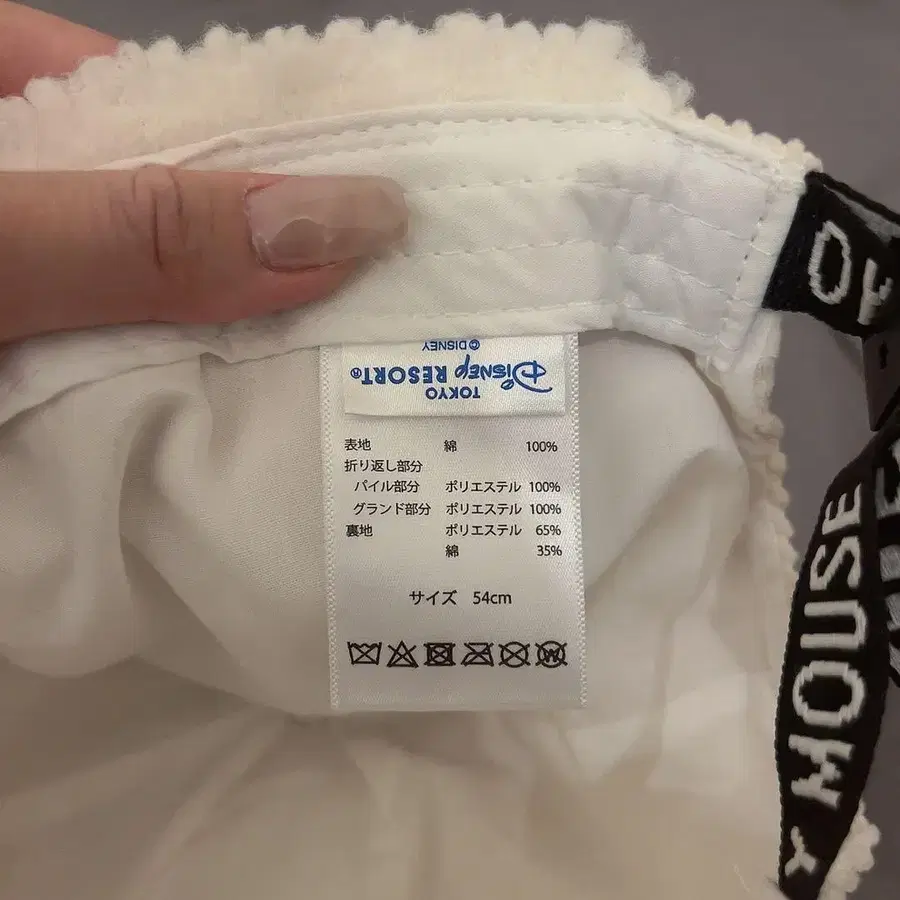 TOKYO
Disney RESORT®
© DISNEY
表地 綿 100%
折り返し部分
パイル部分 ポリエステル 100%
グランド部分 ポリエステル 100%
裏地 ポリエステル 65%
綿 35%
サイズ 54cm
W
Y MOUSE